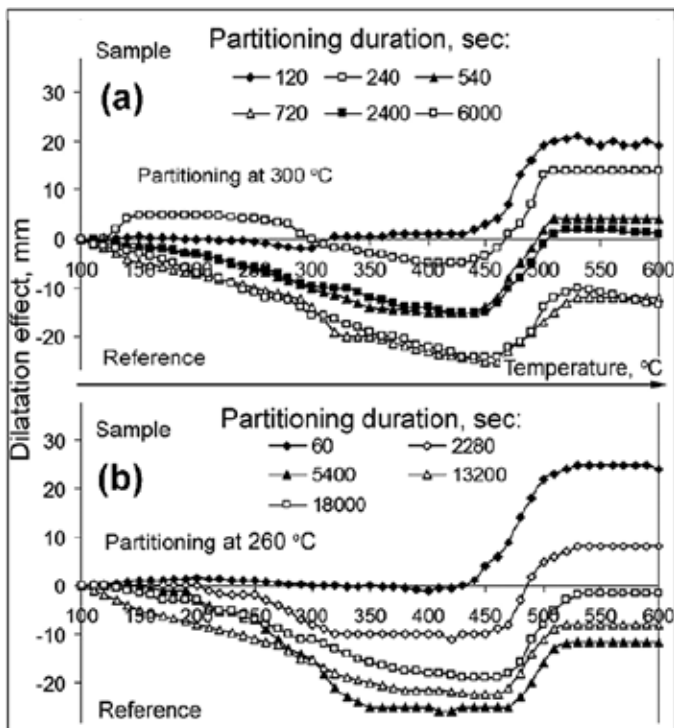 Sample
Partitioning duration, sec:
(a)
120 240 540
720 2400 6000
Partitioning at 300 °C
30
20
10
0
-10
-20
100 150 200 250 300 350 400 450 500 550 600
Reference
Temperature, °C
Dilatation effect, mm
Sample
Partitioning duration, sec:
(b)
60 2280
5400 13200
18000
Partitioning at 260 °C
30
20
10
0
-10
-20
100 150 200 250 300 350 400 450 500 550 600
Reference